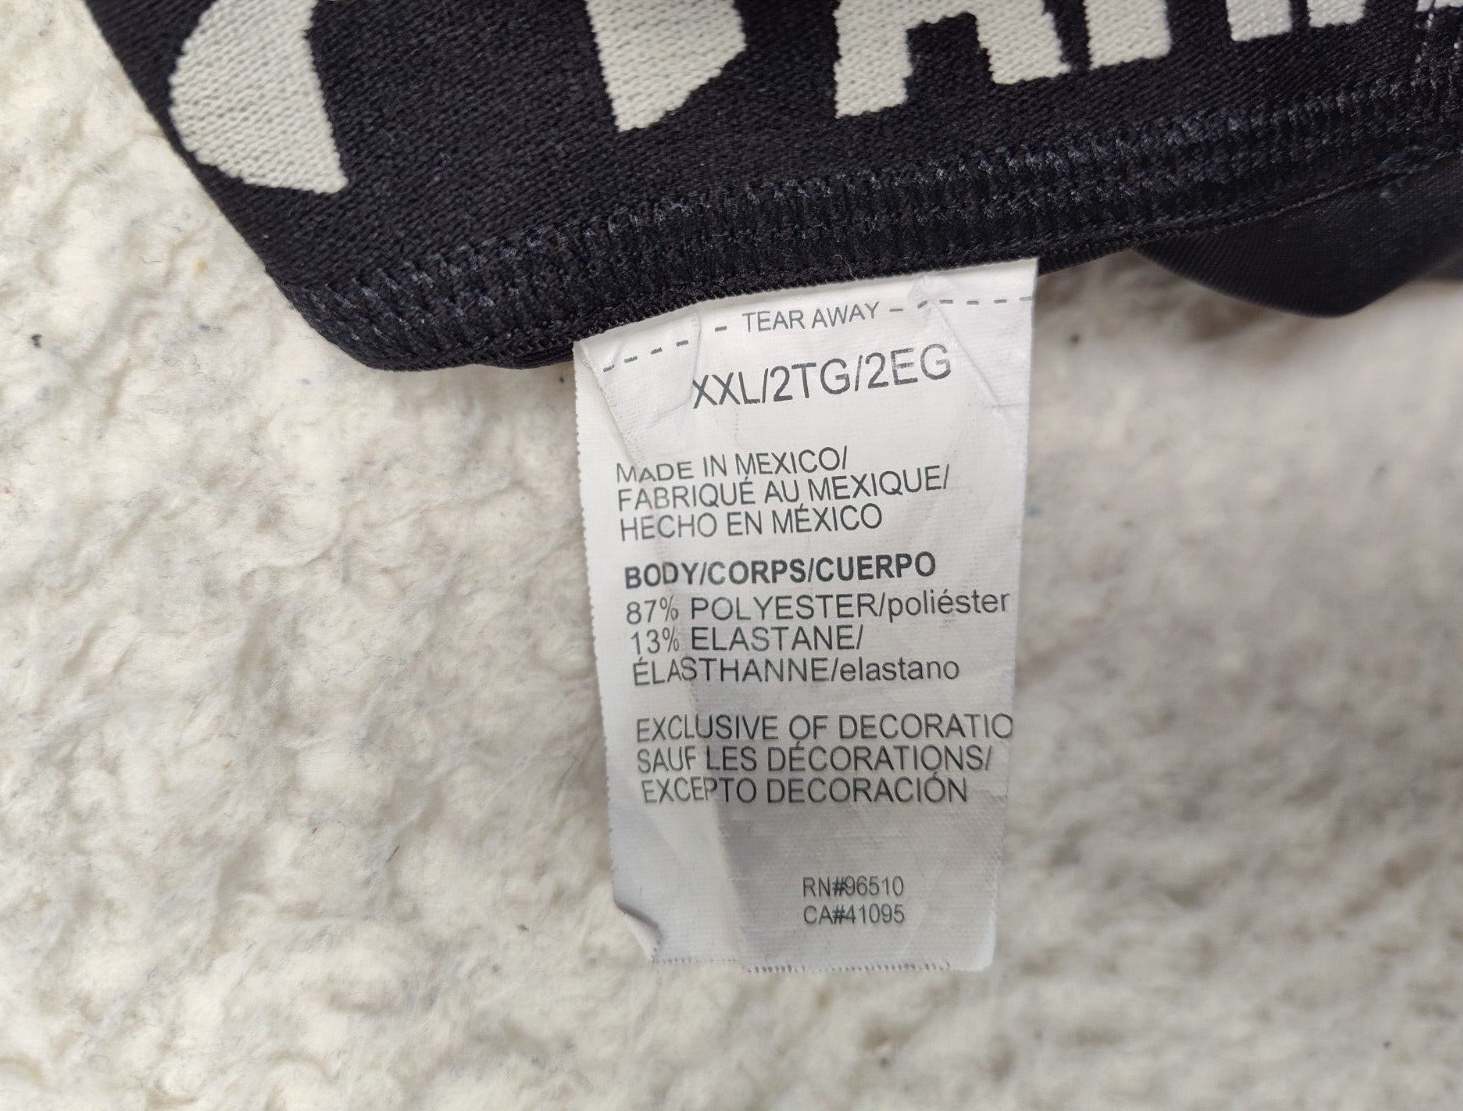 - TEAR AWAY -
XXL/2TG/2EG
MADE IN MEXICO/
FABRIQUÉ AU MEXIQUE/
HECHO EN MÉXICO
BODY/CORPS/CUERPO
87% POLYESTER/poliéster
13% ELASTANE/
ÉLASTHANNE/elastano
EXCLUSIVE OF DECORATIO
SAUF LES DÉCORATIONS/
EXCEPTO DECORACIÓN
RN#96510
CA#41095